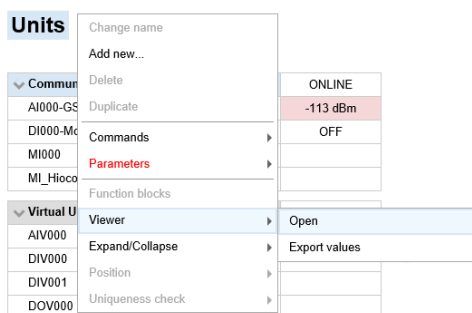 Units
Change name
Add new...
Delete
Duplicate
Commands
Parameters
Function blocks
Viewer
Expand/Collapse
Position
Uniqueness check
Open
Export values
ONLINE
-113 dBm
OFF
Commun
AI000-GS
DI000-Mo
MI000
MI_Hioco
Virtual U
AIV000
DIV000
DIV001
DOV000